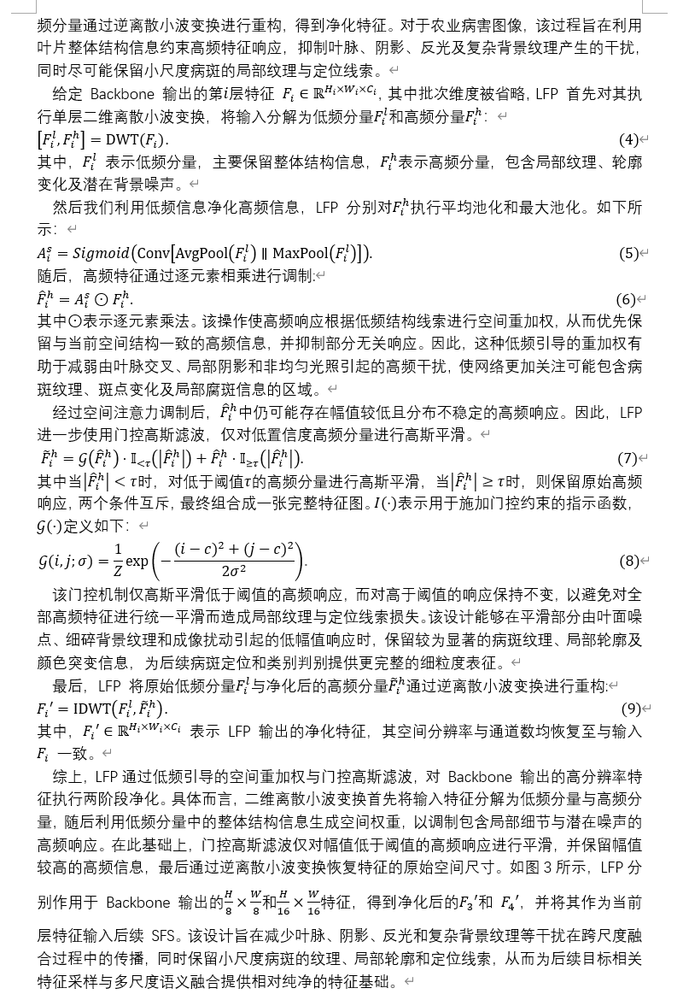 频分量通过逆离散小波变换进行重构，得到净化特征。对于农业病害图像，该过程旨在利用
叶片整体结构信息约束高频特征响应，抑制叶脉、阴影、反光及复杂背景纹理产生的干扰，
同时尽可能保留小尺度病斑的局部纹理与定位线索。
给定 Backbone 输出的第𝑖层特征 𝐹ᵢ ∈ ℝ^{𝐻ᵢ×𝑊ᵢ×𝐶ᵢ}，其中批次维度被省略，LFP 首先对其执
行单层二维离散小波变换，将输入分解为低频分量𝐹ᵢˡ和高频分量𝐹ᵢʰ：
[𝐹ᵢˡ, 𝐹ᵢʰ] = DWT(𝐹ᵢ). (4)
其中，𝐹ᵢˡ 表示低频分量，主要保留整体结构信息，𝐹ᵢʰ表示高频分量，包含局部纹理、轮廓
变化及潜在背景噪声。
然后我们利用低频信息净化高频信息，LFP 分别对𝐹ᵢʰ执行平均池化和最大池化。如下所
示：
𝐴ᵢˢ = 𝑆𝑖𝑔𝑚𝑜𝑖𝑑(Conv[AvgPool(𝐹ᵢˡ) ∥ MaxPool(𝐹ᵢˡ)]). (5)
随后，高频特征通过逐元素相乘进行调制:
𝐹̂ᵢʰ = 𝐴ᵢˢ ⨀ 𝐹ᵢʰ. (6)
其中⨀表示逐元素乘法。该操作使高频响应根据低频结构线索进行空间重加权，从而优先保
留与当前空间结构一致的高频信息，并抑制部分无关响应。因此，这种低频引导的重加权有
助于减弱由叶脉交叉、局部阴影和非均匀光照引起的高频干扰，使网络更加关注可能包含病
斑纹理、斑点变化及局部腐斑信息的区域。
经过空间注意力调制后，𝐹̂ᵢʰ中仍可能存在幅值较低且分布不稳定的高频响应。因此，LFP
进一步使用门控高斯滤波，仅对低置信度高频分量进行高斯平滑。
𝐹̃ᵢʰ = 𝒢(𝐹̂ᵢʰ) · 𝕀_{<𝜏}(|𝐹̂ᵢʰ|) + 𝐹̂ᵢʰ · 𝕀_{≥𝜏}(|𝐹̂ᵢʰ|). (7)
其中当|𝐹̂ᵢʰ| < 𝜏时，对低于阈值𝜏的高频分量进行高斯平滑，当|𝐹̂ᵢʰ| ≥ 𝜏时，则保留原始高频
响应，两个条件互斥，最终组合成一张完整特征图。𝐼(·)表示用于施加门控约束的指示函数，
𝒢(·)定义如下：
𝒢(𝑖, 𝑗; 𝜎) = 1/𝑍 exp(−((𝑖 − 𝑐)² + (𝑗 − 𝑐)²)/2𝜎²). (8)
该门控机制仅高斯平滑低于阈值的高频响应，而对高于阈值的响应保持不变，以避免对全
部高频特征进行统一平滑而造成局部纹理与定位线索损失。该设计能够在平滑部分由叶面噪
点、细碎背景纹理和成像扰动引起的低幅值响应时，保留较为显著的病斑纹理、局部轮廓及
颜色突变信息，为后续病斑定位和类别判别提供更完整的细粒度表征。
最后，LFP 将原始低频分量𝐹ᵢˡ与净化后的高频分量𝐹̃ᵢʰ通过逆离散小波变换进行重构:
𝐹ᵢ′ = IDWT(𝐹ᵢˡ, 𝐹̃ᵢʰ). (9)
其中，𝐹ᵢ′ ∈ ℝ^{𝐻ᵢ×𝑊ᵢ×𝐶ᵢ} 表示 LFP 输出的净化特征，其空间分辨率与通道数均恢复至与输入
𝐹ᵢ 一致。
综上，LFP 通过低频引导的空间重加权与门控高斯滤波，对 Backbone 输出的高分辨率特
征执行两阶段净化。具体而言，二维离散小波变换首先将输入特征分解为低频分量与高频分
量，随后利用低频分量中的整体结构信息生成空间权重，以调制包含局部细节与潜在噪声的
高频响应。在此基础上，门控高斯滤波仅对幅值低于阈值的高频响应进行平滑，并保留幅值
较高的高频信息，最后通过逆离散小波变换恢复特征的原始空间尺寸。如图 3 所示，LFP 分
别作用于 Backbone 输出的𝐻/8 × 𝑊/8和𝐻/16 × 𝑊/16特征，得到净化后的𝐹₃′和 𝐹₄′，并将其作为当前
层特征输入后续 SFS。该设计旨在减少叶脉、阴影、反光和复杂背景纹理等干扰在跨尺度融
合过程中的传播，同时保留小尺度病斑的纹理、局部轮廓和定位线索，从而为后续目标相关
特征采样与多尺度语义融合提供相对纯净的特征基础。